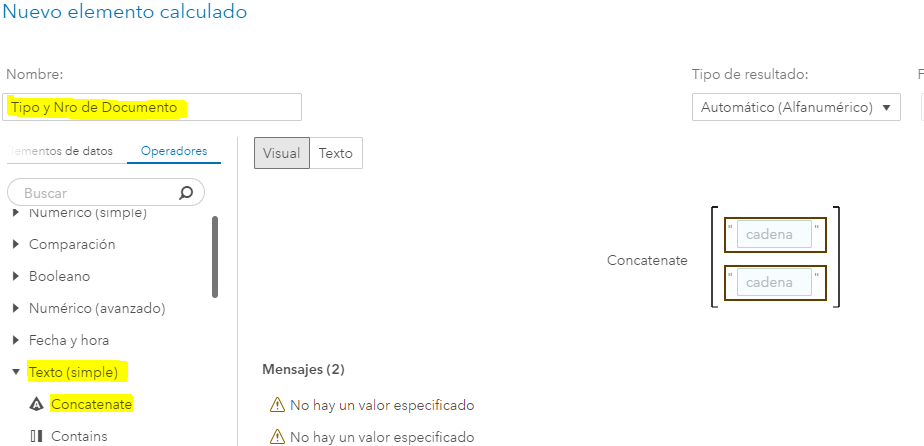 Nuevo elemento calculado
Nombre:
Tipo de resultado:
F
Tipo y Nro de Documento
Automático (Alfanumérico)
lementos de datos
Operadores
Visual
Texto
Buscar
Numérico (simple)
Comparación
Booleano
Numérico (avanzado)
Fecha y hora
Texto (simple)
Concatenate
Contains
Concatenate
" cadena "
" cadena "
Mensajes (2)
No hay un valor especificado
No hay un valor especificado